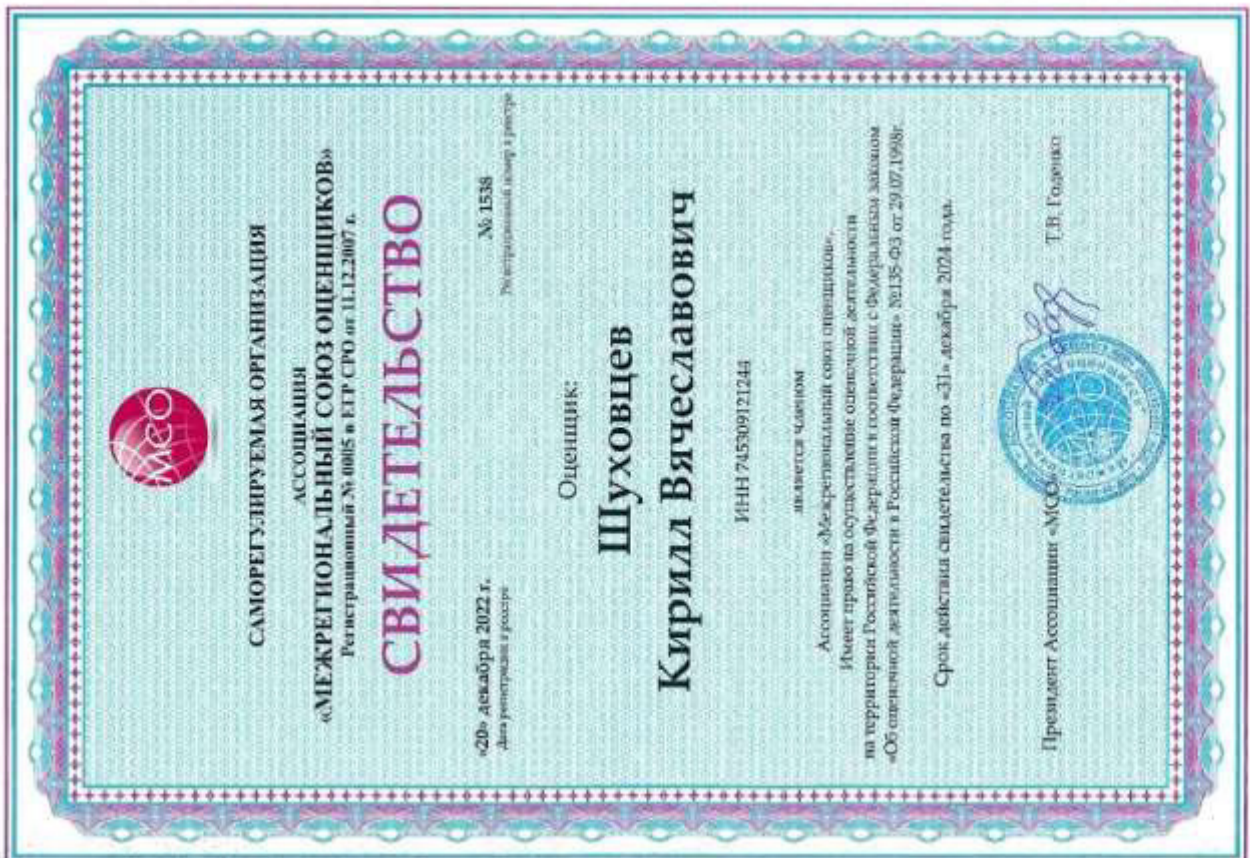 МСО
САМОРЕГУЛИРУЕМАЯ ОРГАНИЗАЦИЯ
АССОЦИАЦИЯ
«МЕЖРЕГИОНАЛЬНЫЙ СОЮЗ ОЦЕНЩИКОВ»
Регистрационный № 0005 в ЕГР СРО от 11.12.2007 г.
СВИДЕТЕЛЬСТВО
«20» декабря 2022 г. № 1538
Дата регистрации в реестре Регистрационный номер в реестре
Оценщик:
Шуховцев
Кирилл Вячеславович
ИНН 745309121244
является членом
Ассоциации «Межрегиональный союз оценщиков».
Имеет право на осуществление оценочной деятельности
на территории Российской Федерации в соответствии с Федеральным законом
«Об оценочной деятельности в Российской Федерации» №135-ФЗ от 29.07.1998г.
Срок действия свидетельства по «31» декабря 2024 года.
Президент Ассоциации «МСО» Т.В. Годенко